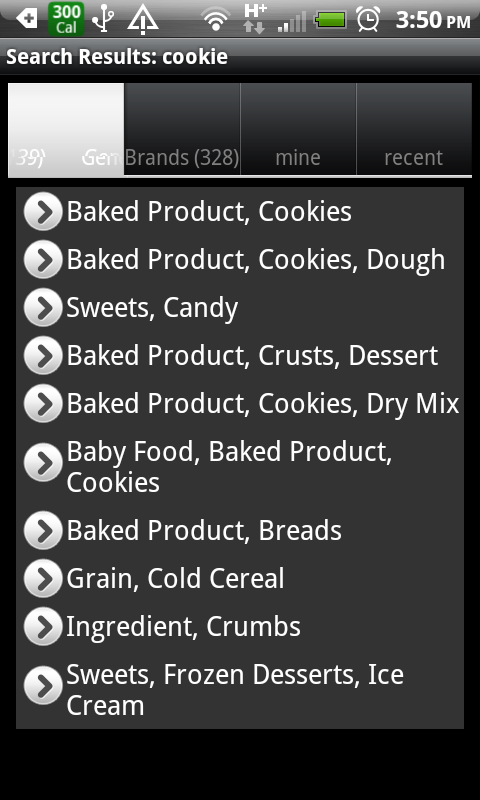 300
Cal
H+
3:50 PM
Search Results: cookie
39) Gen
Brands (328)
mine
recent
Baked Product, Cookies
Baked Product, Cookies, Dough
Sweets, Candy
Baked Product, Crusts, Dessert
Baked Product, Cookies, Dry Mix
Baby Food, Baked Product,
Cookies
Baked Product, Breads
Grain, Cold Cereal
Ingredient, Crumbs
Sweets, Frozen Desserts, Ice
Cream